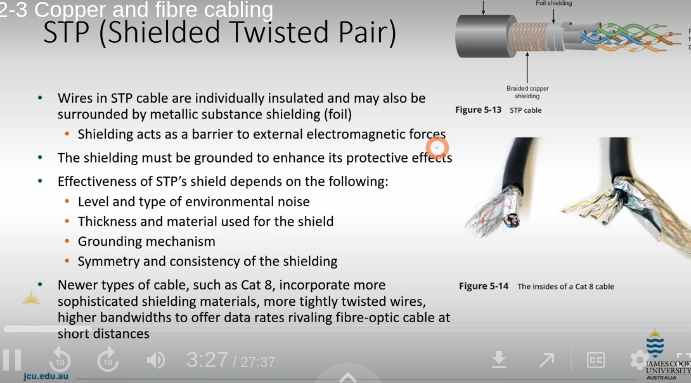 2-3 Copper and fibre cabling
STP (Shielded Twisted Pair)
Foil shielding
Braided copper
shielding
Figure 5-13 STP cable
• Wires in STP cable are individually insulated and may also be
surrounded by metallic substance shielding (foil)
• Shielding acts as a barrier to external electromagnetic forces
• The shielding must be grounded to enhance its protective effects
• Effectiveness of STP's shield depends on the following:
• Level and type of environmental noise
• Thickness and material used for the shield
• Grounding mechanism
• Symmetry and consistency of the shielding
• Newer types of cable, such as Cat 8, incorporate more
sophisticated shielding materials, more tightly twisted wires,
higher bandwidths to offer data rates rivaling fibre-optic cable at
short distances
Figure 5-14 The insides of a Cat 8 cable
10
10
3:27 / 27:37
CC
jcu.edu.au
JAMES COOK
UNIVERSITY
AUSTRALIA